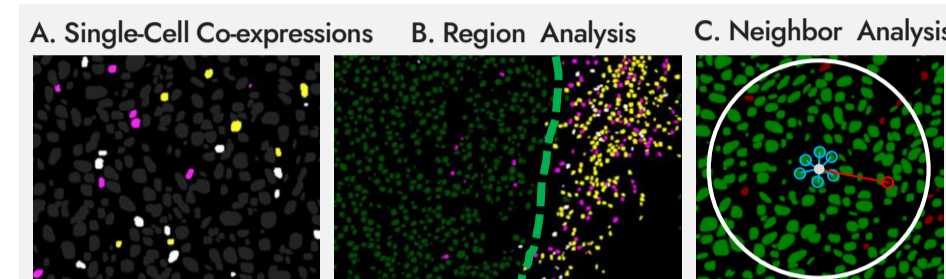 A. Single-Cell Co-expressions
B. Region Analysis
C. Neighbor Analysis